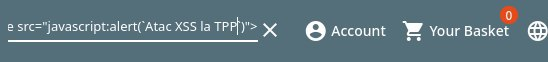 e src="javascript:alert(`Atac XSS la TPP`)">
0
Account
Your Basket